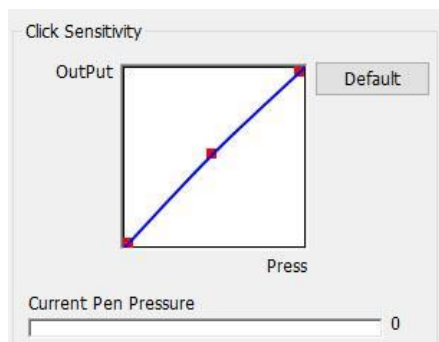 Click Sensitivity
OutPut
Default
Press
Current Pen Pressure
0